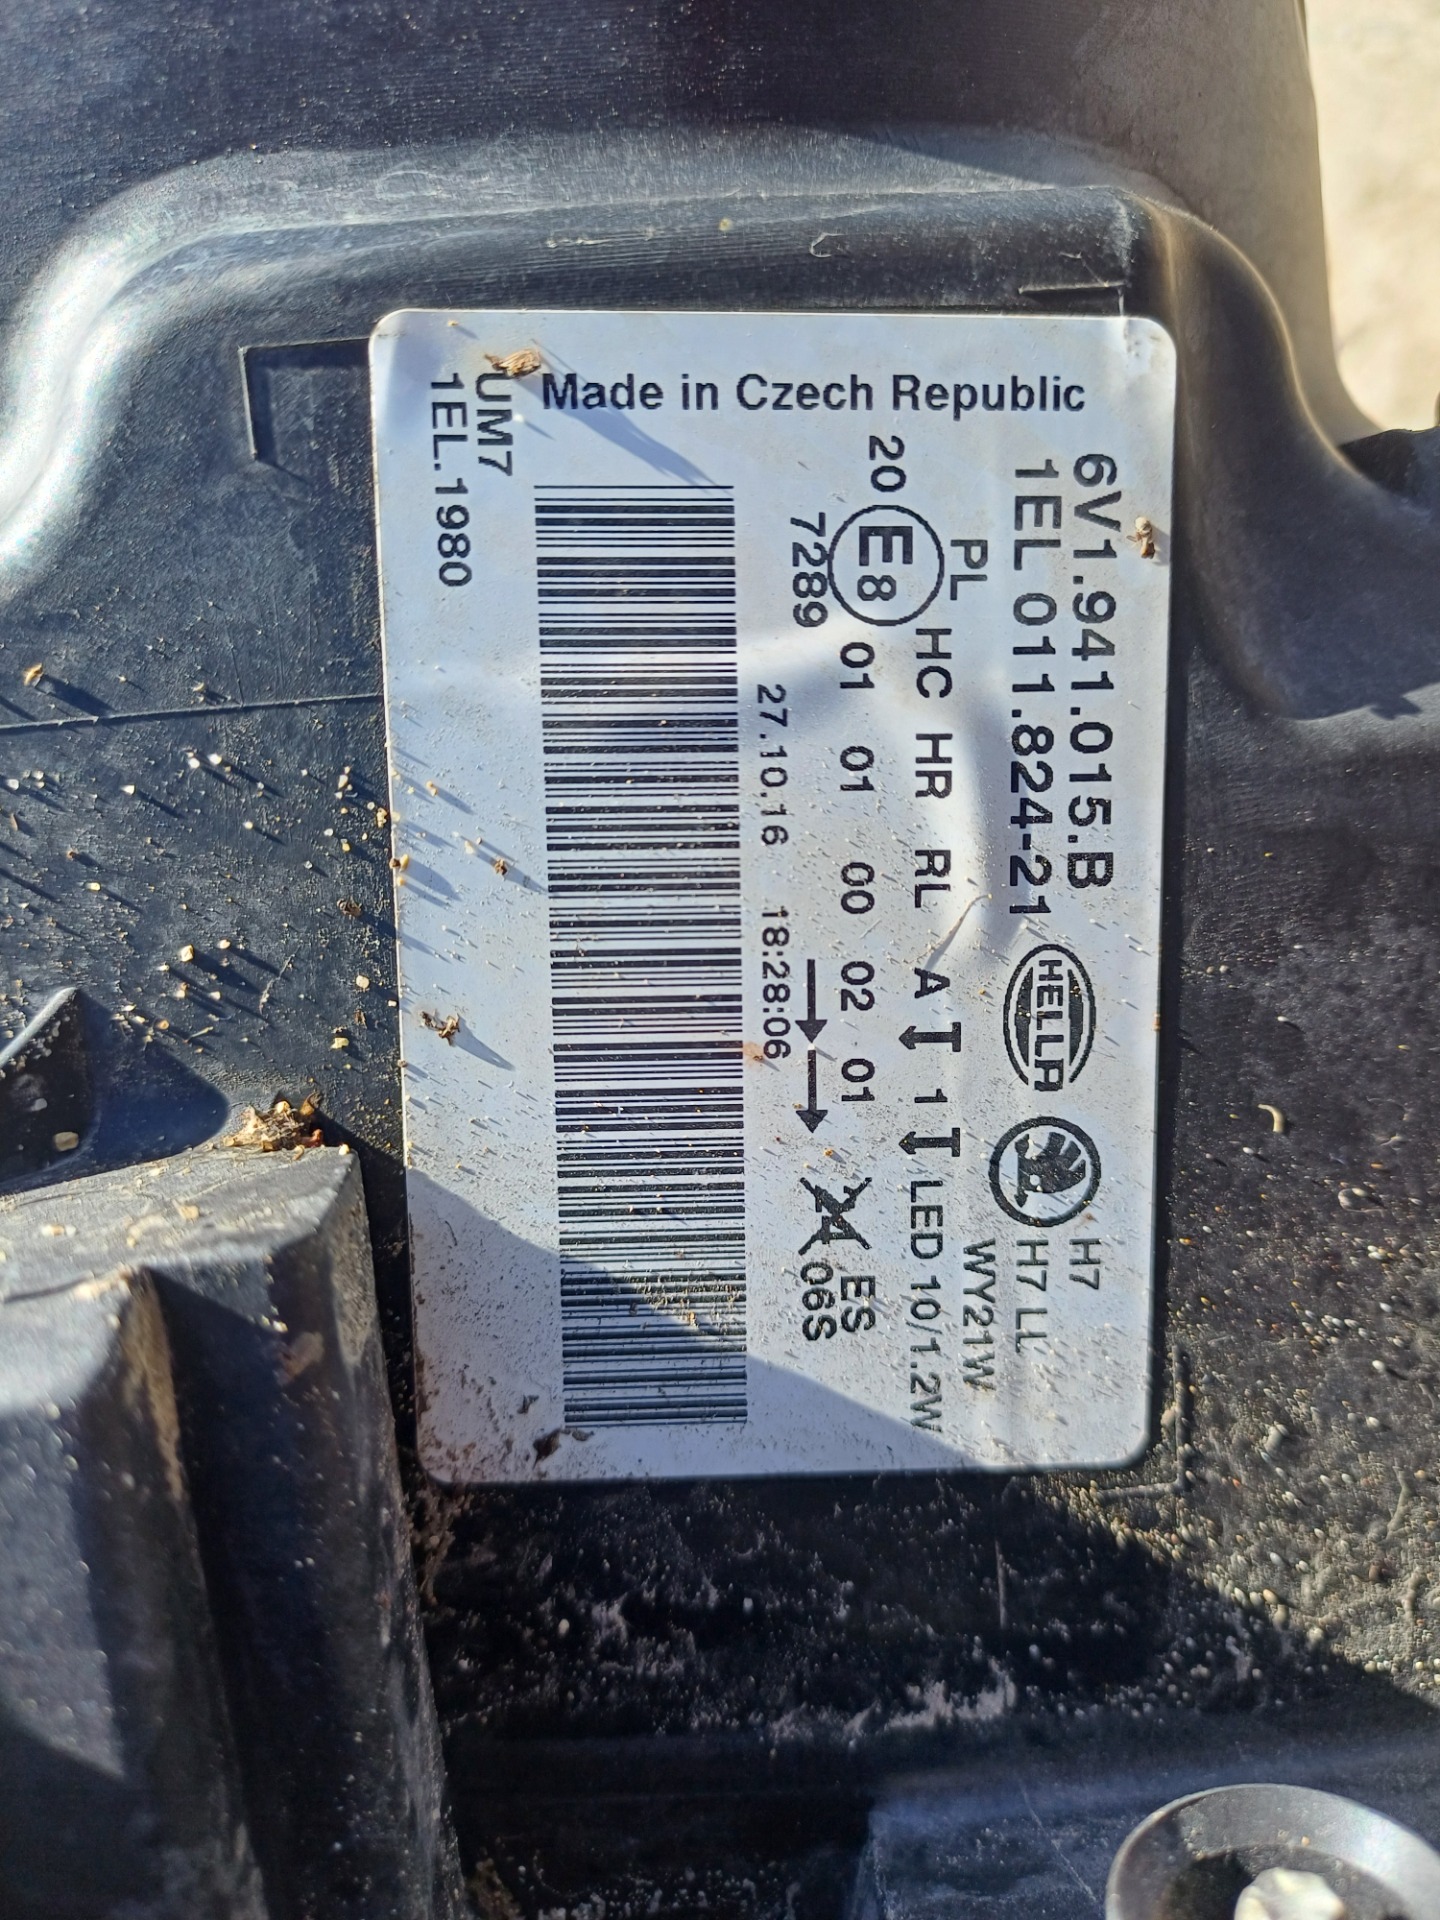 Made in Czech Republic
6V1.941.015.B
1EL 011.824-21
HELLA
H7
H7 LL
WY21W
LED 10/1.2W
PL
HC HR RL A 1 1
20 E8 01 01 00 02 01
7289
ES
06S
27.10.16 18:28:06
UM7
1EL.1980